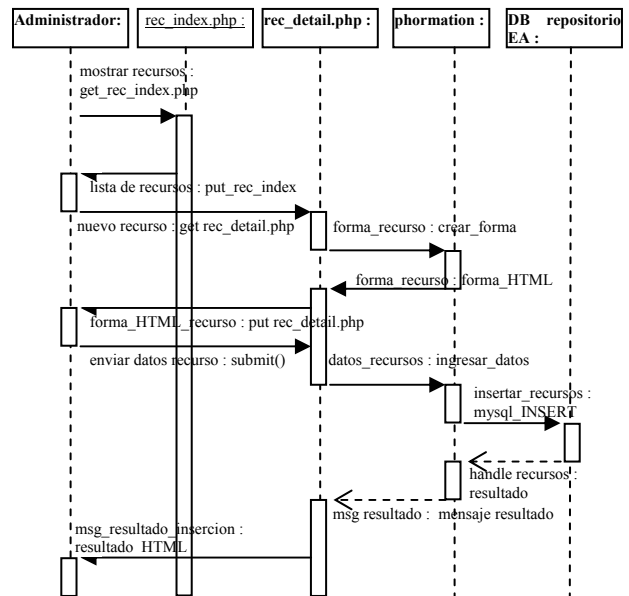 Administrador:
rec_index.php :
rec_detail.php :
phormation :
DB repositorio
EA :
mostrar recursos :
get_rec_index.php
lista de recursos : put_rec_index
nuevo recurso : get rec_detail.php
forma_recurso : crear_forma
forma_recurso : forma_HTML
forma_HTML_recurso : put rec_detail.php
enviar datos recurso : submit()
datos_recursos : ingresar_datos
insertar_recursos :
mysql_INSERT
handle recursos :
resultado
msg resultado : mensaje resultado
msg_resultado_insercion :
resultado HTML